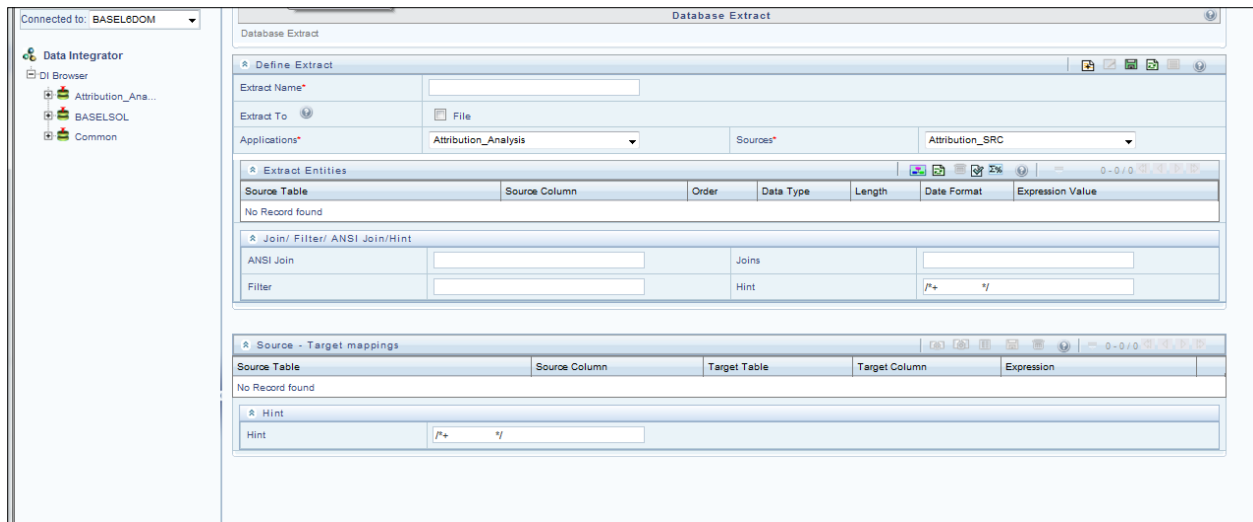 Connected to: BASEL6DOM
Data Integrator
DI Browser
Attribution_Ana...
BASELSOL
Common
Database Extract
Database Extract
Define Extract
Extract Name*
Extract To File
Applications* Attribution_Analysis Sources* Attribution_SRC
Extract Entities 0 - 0 / 0
Source Table Source Column Order Data Type Length Date Format Expression Value
No Record found
Join/ Filter/ ANSI Join/Hint
ANSI Join Joins
Filter Hint /*+ */
Source - Target mappings 0 - 0 / 0
Source Table Source Column Target Table Target Column Expression
No Record found
Hint
Hint /*+ */